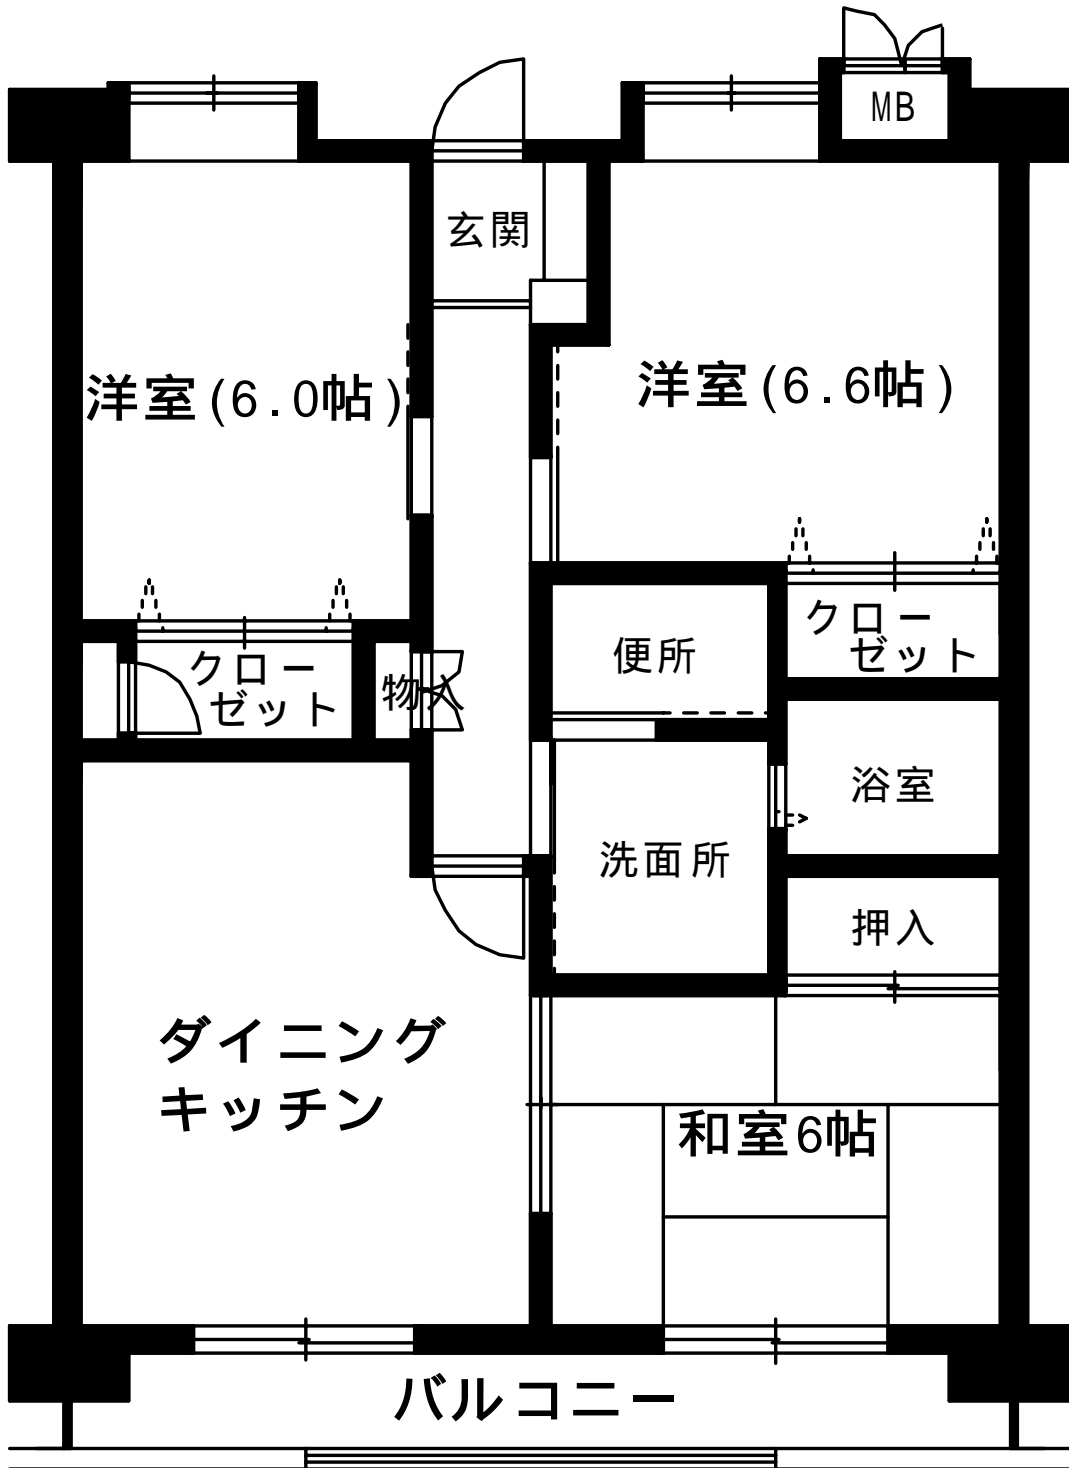 MB
玄関
洋室(6.0帖)
洋室(6.6帖)
クロー
ゼット
便所
クロー
ゼット
物入
浴室
洗面所
押入
ダイニング
キッチン
和室6帖
バルコニー